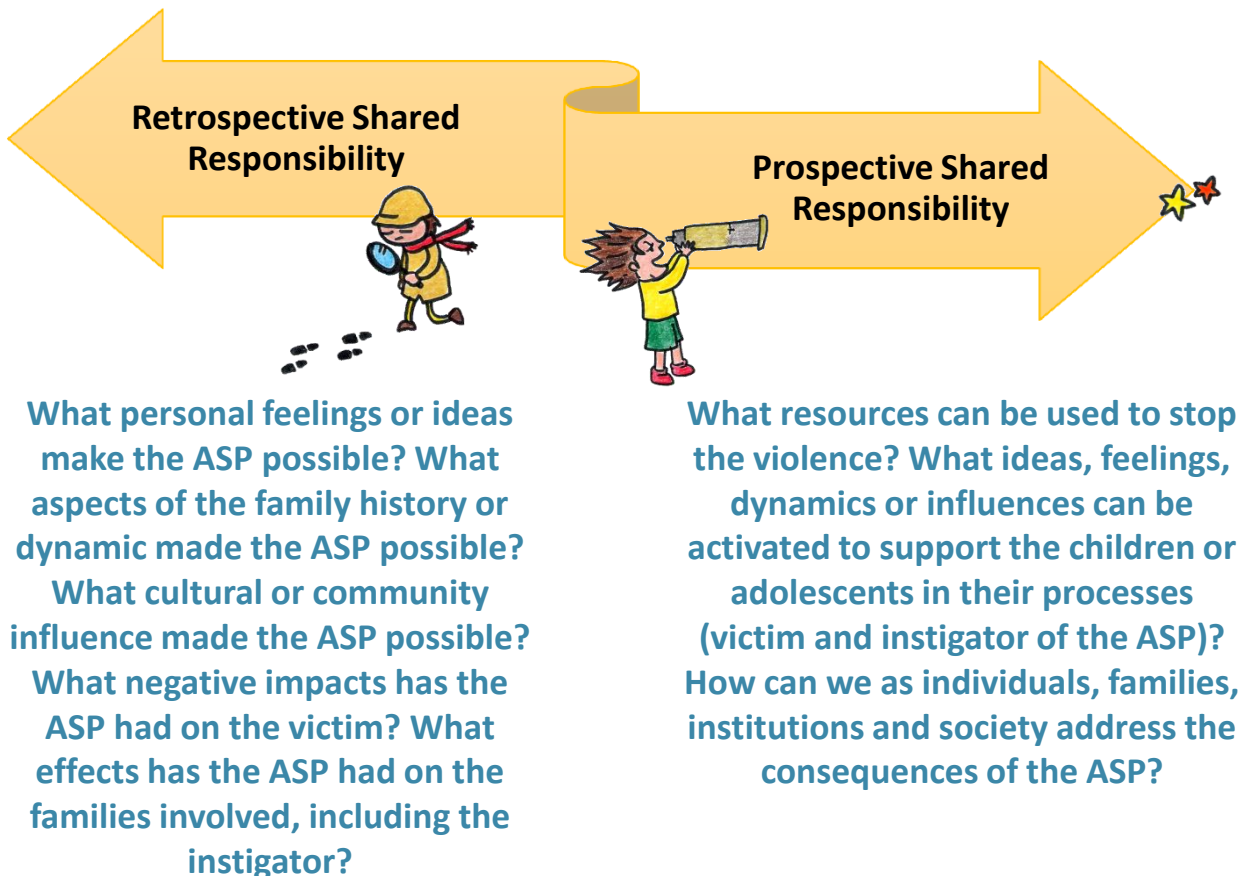 Retrospective Shared
Responsibility
Prospective Shared
Responsibility
What personal feelings or ideas
make the ASP possible? What
aspects of the family history or
dynamic made the ASP possible?
What cultural or community
influence made the ASP possible?
What negative impacts has the
ASP had on the victim? What
effects has the ASP had on the
families involved, including the
instigator?
What resources can be used to stop
the violence? What ideas, feelings,
dynamics or influences can be
activated to support the children or
adolescents in their processes
(victim and instigator of the ASP)?
How can we as individuals, families,
institutions and society address the
consequences of the ASP?